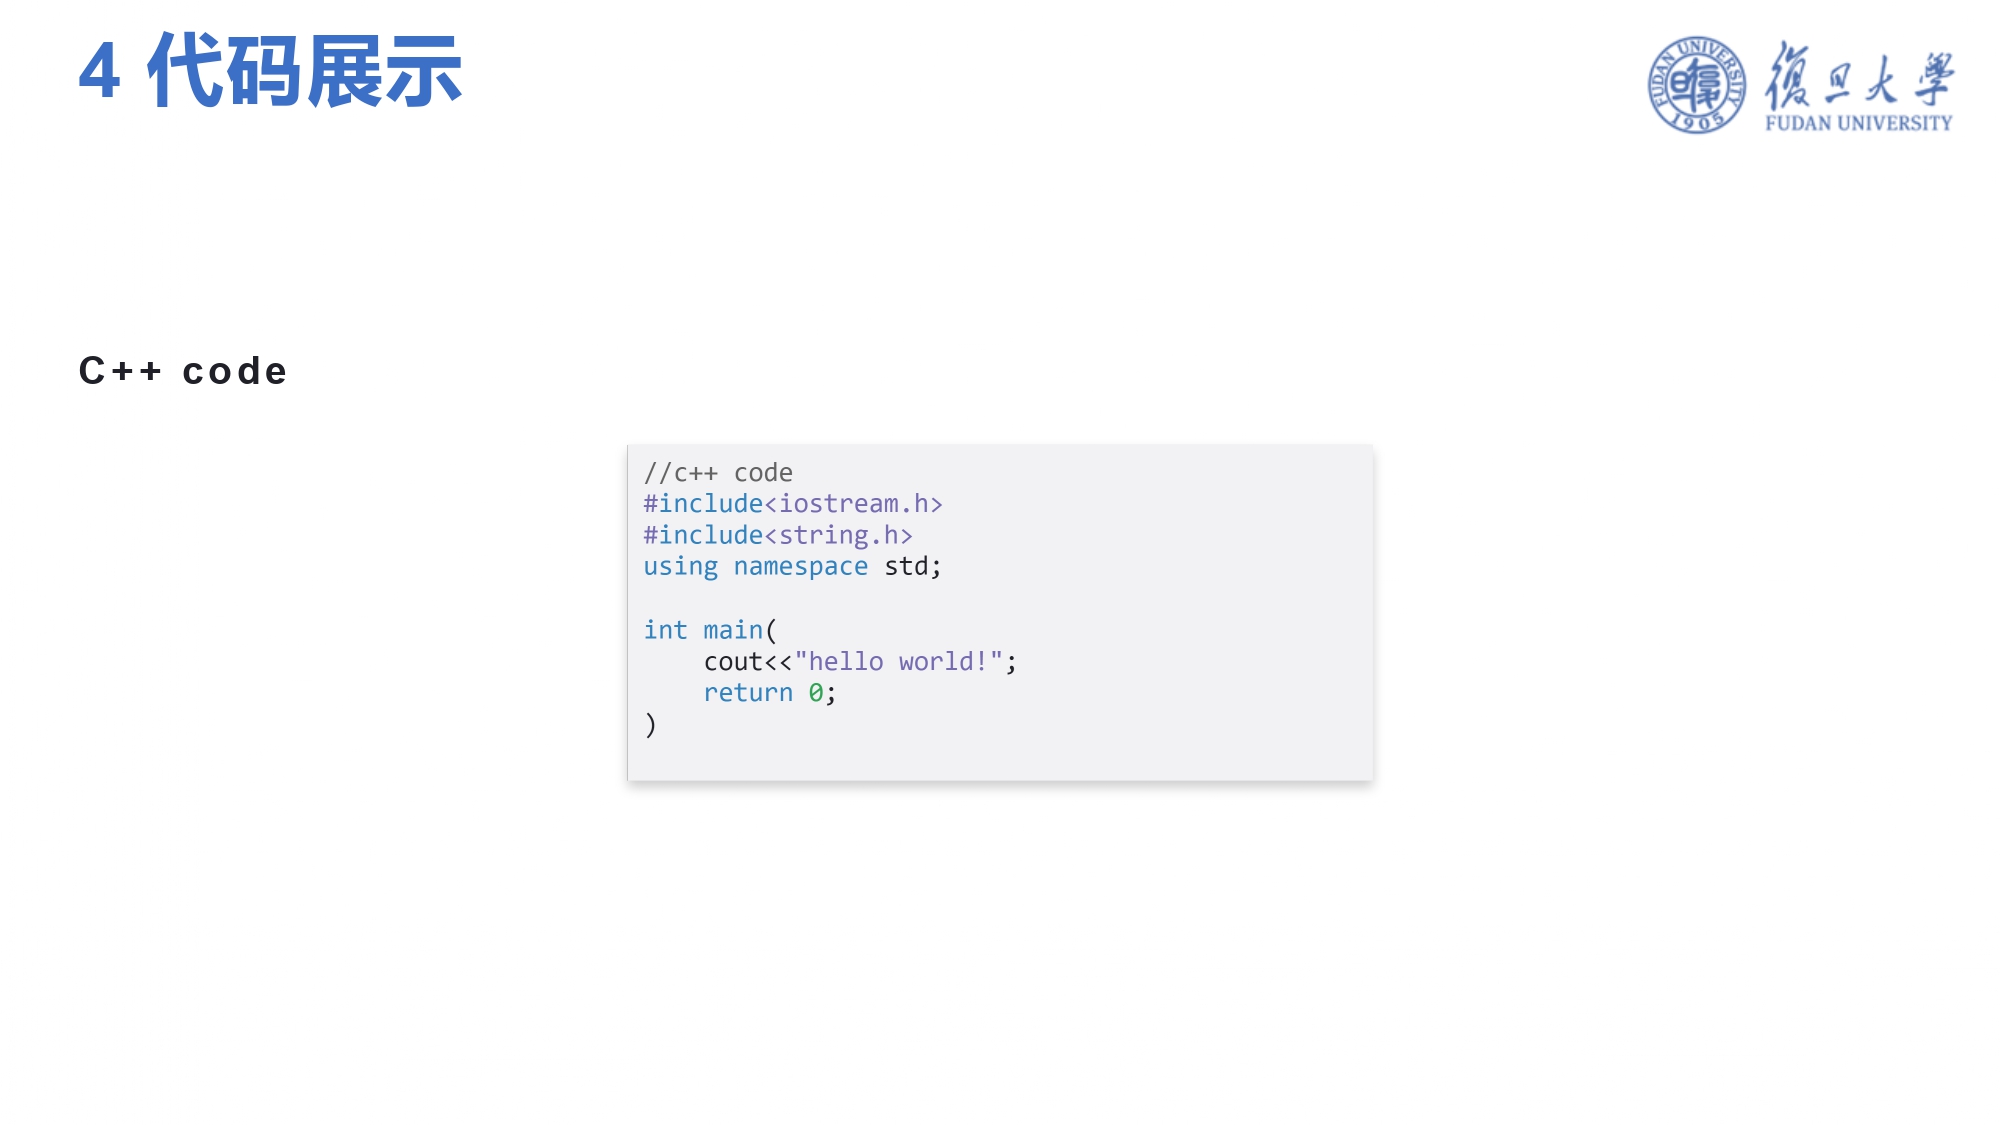 4 代码展示
FUDAN UNIVERSITY
1905
復旦大學
FUDAN UNIVERSITY
C++ code
//c++ code
#include<iostream.h>
#include<string.h>
using namespace std;

int main(
    cout<<"hello world!";
    return 0;
)